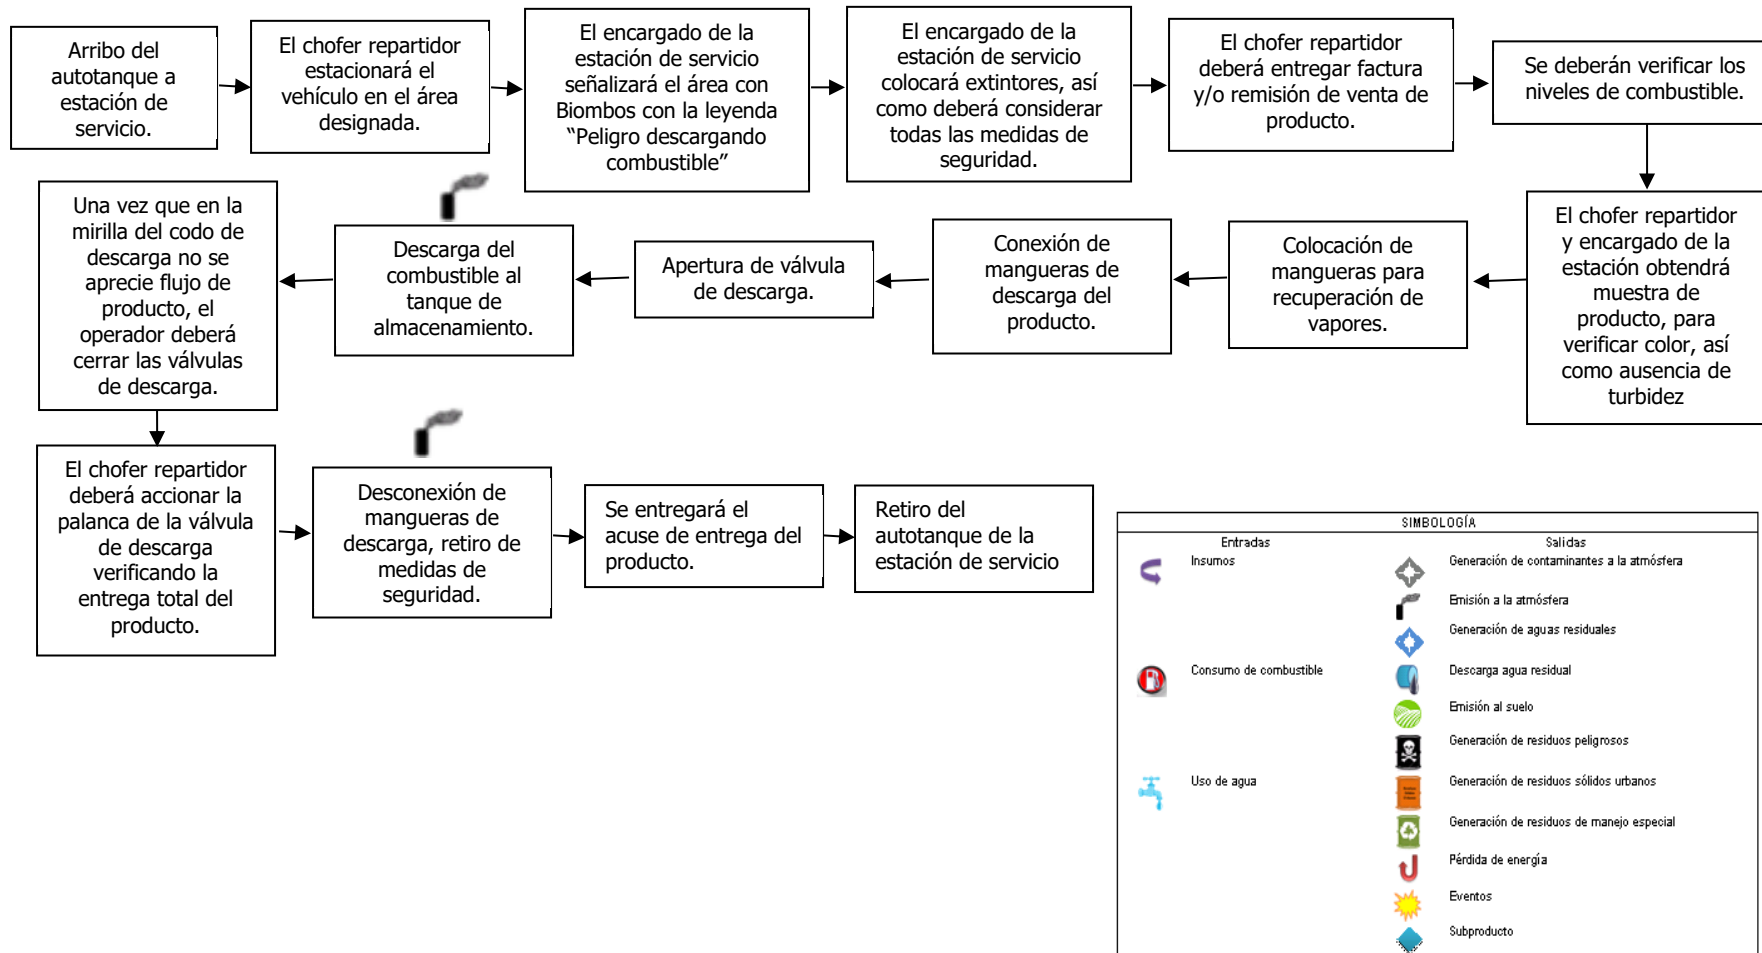 Arribo del
autotanque a
estación de
servicio.
El chofer repartidor
estacionará el
vehículo en el área
designada.
El encargado de la
estación de servicio
señalizará el área con
Biombos con la leyenda
“Peligro descargando
combustible”
El encargado de la
estación de servicio
colocará extintores, así
como deberá considerar
todas las medidas de
seguridad.
El chofer repartidor
deberá entregar factura
y/o remisión de venta de
producto.
Se deberán verificar los
niveles de combustible.
El chofer repartidor
y encargado de la
estación obtendrá
muestra de
producto, para
verificar color, así
como ausencia de
turbidez
Colocación de
mangueras para
recuperación de
vapores.
Conexión de
mangueras de
descarga del
producto.
Apertura de válvula
de descarga.
Descarga del
combustible al
tanque de
almacenamiento.
Una vez que en la
mirilla del codo de
descarga no se
aprecie flujo de
producto, el
operador deberá
cerrar las válvulas
de descarga.
El chofer repartidor
deberá accionar la
palanca de la válvula
de descarga
verificando la
entrega total del
producto.
Desconexión de
mangueras de
descarga, retiro de
medidas de
seguridad.
Se entregará el
acuse de entrega del
producto.
Retiro del
autotanque de la
estación de servicio
SIMBOLOGÍA
Entradas
Insumos
Consumo de combustible
Uso de agua
Salidas
Generación de contaminantes a la atmósfera
Emisión a la atmósfera
Generación de aguas residuales
Descarga agua residual
Emisión al suelo
Generación de residuos peligrosos
Generación de residuos sólidos urbanos
Generación de residuos de manejo especial
Pérdida de energía
Eventos
Subproducto